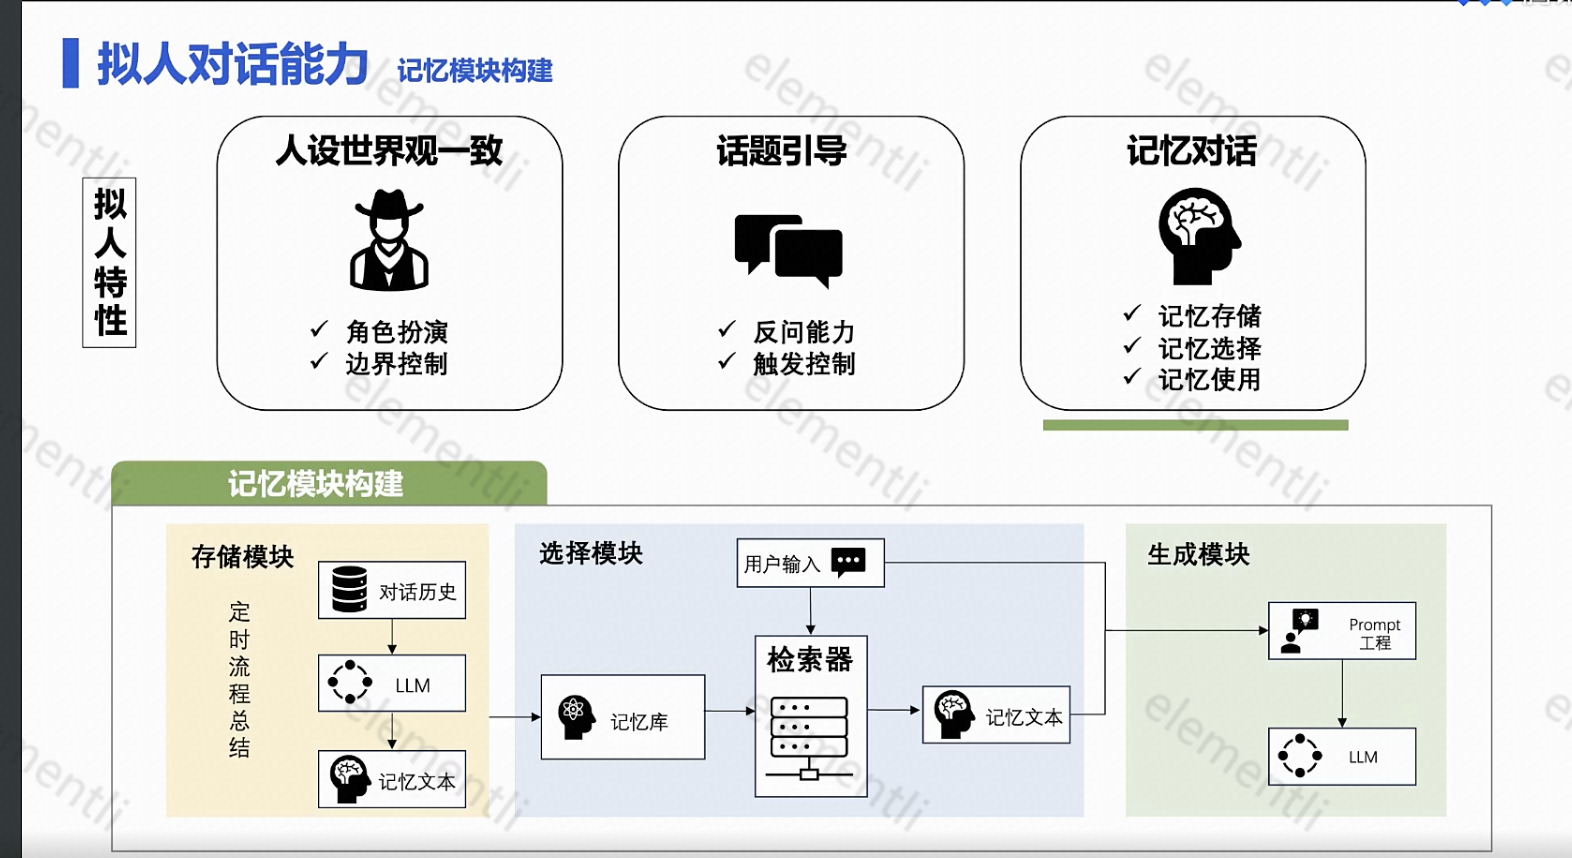 拟人对话能力 记忆模块构建
拟人特性
人设世界观一致
✓ 角色扮演
✓ 边界控制
话题引导
✓ 反问能力
✓ 触发控制
记忆对话
✓ 记忆存储
✓ 记忆选择
✓ 记忆使用
记忆模块构建
存储模块
定时流程总结
对话历史
LLM
记忆文本
选择模块
用户输入
记忆库
检索器
记忆文本
生成模块
Prompt
工程
LLM
elementli
elementli
elementli
elementli
elementli
elementli
elementli
elementli
elementli
mentli
mentli
mentli
el
el
el